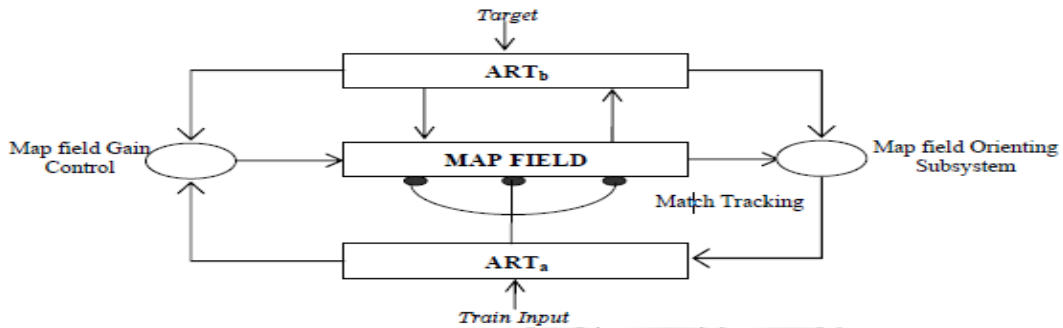 Target
ARTb
Map field Gain
Control
MAP FIELD
Map field Orienting
Subsystem
Match Tracking
ARTa
Train Input